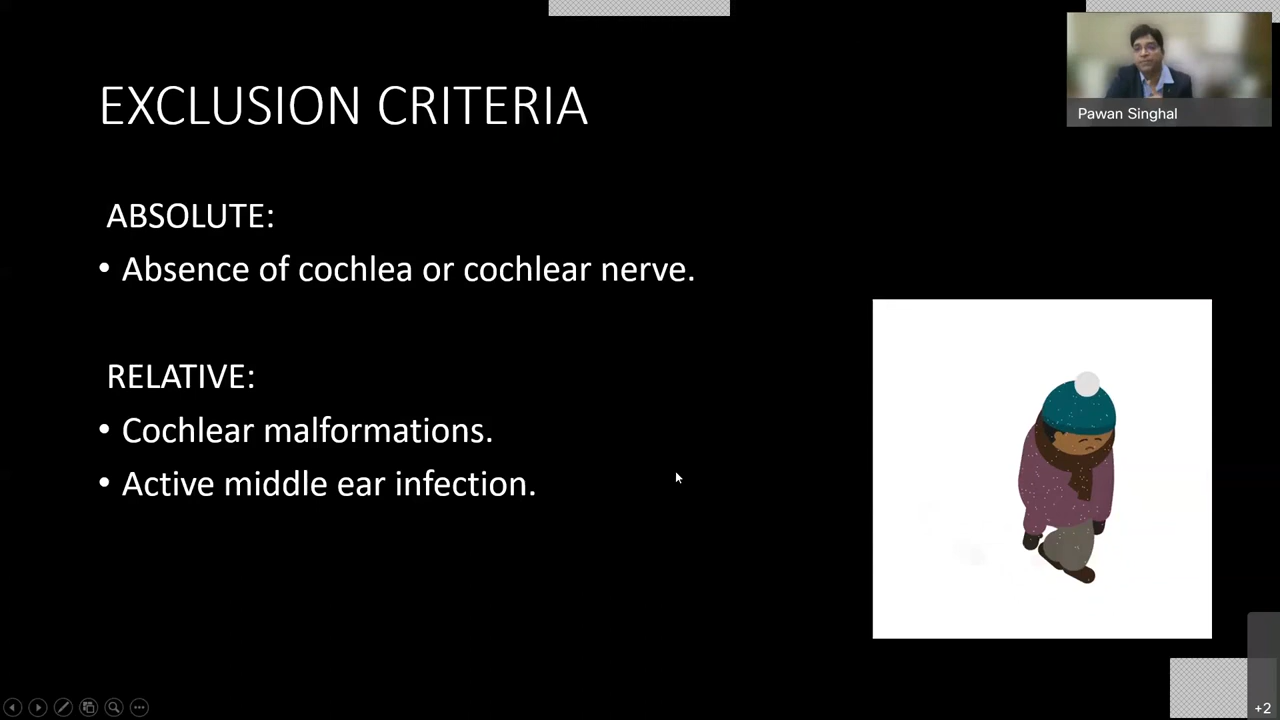 EXCLUSION CRITERIA
ABSOLUTE:
• Absence of cochlea or cochlear nerve.
RELATIVE:
• Cochlear malformations.
• Active middle ear infection.
Pawan Singhal
+2